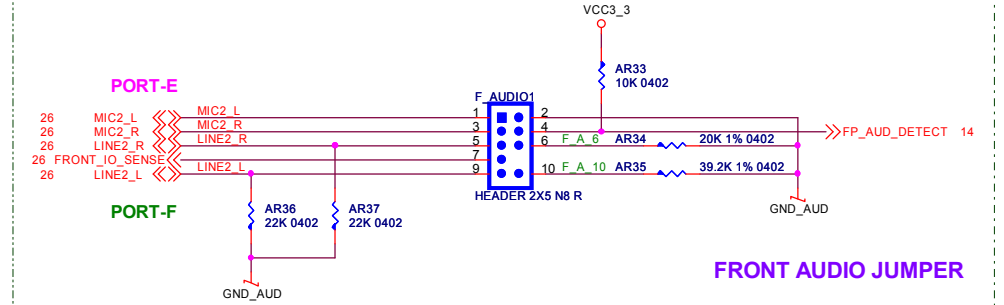 VCC3_3
AR33
10K 0402
PORT-E
F_AUDIO1
26 MIC2_L MIC2_L 1 2
26 MIC2_R MIC2_R 3 4 FP_AUD_DETECT 14
26 LINE2_R LINE2_R 5 6 F_A_6 AR34 20K 1% 0402
26 FRONT_IO_SENSE 7
26 LINE2_L LINE2_L 9 10 F_A_10 AR35 39.2K 1% 0402
HEADER 2X5 N8 R
PORT-F
AR36
22K 0402
AR37
22K 0402
GND_AUD
GND_AUD
FRONT AUDIO JUMPER